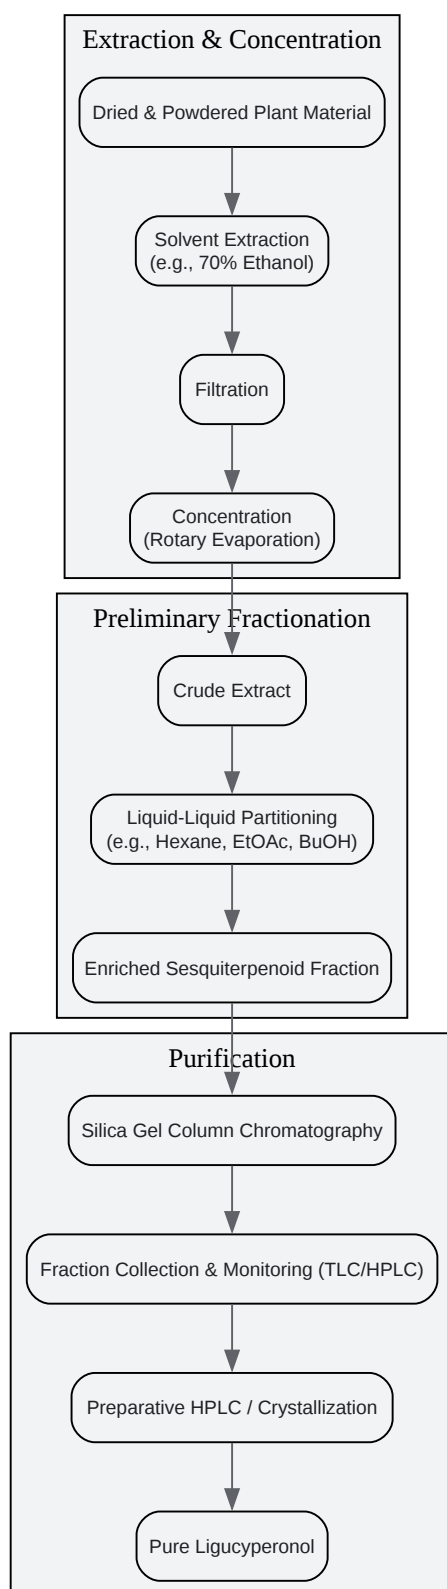 Extraction & Concentration
Dried & Powdered Plant Material
Solvent Extraction
(e.g., 70% Ethanol)
Filtration
Concentration
(Rotary Evaporation)
Preliminary Fractionation
Crude Extract
Liquid-Liquid Partitioning
(e.g., Hexane, EtOAc, BuOH)
Enriched Sesquiterpenoid Fraction
Purification
Silica Gel Column Chromatography
Fraction Collection & Monitoring (TLC/HPLC)
Preparative HPLC / Crystallization
Pure Ligucyperonol